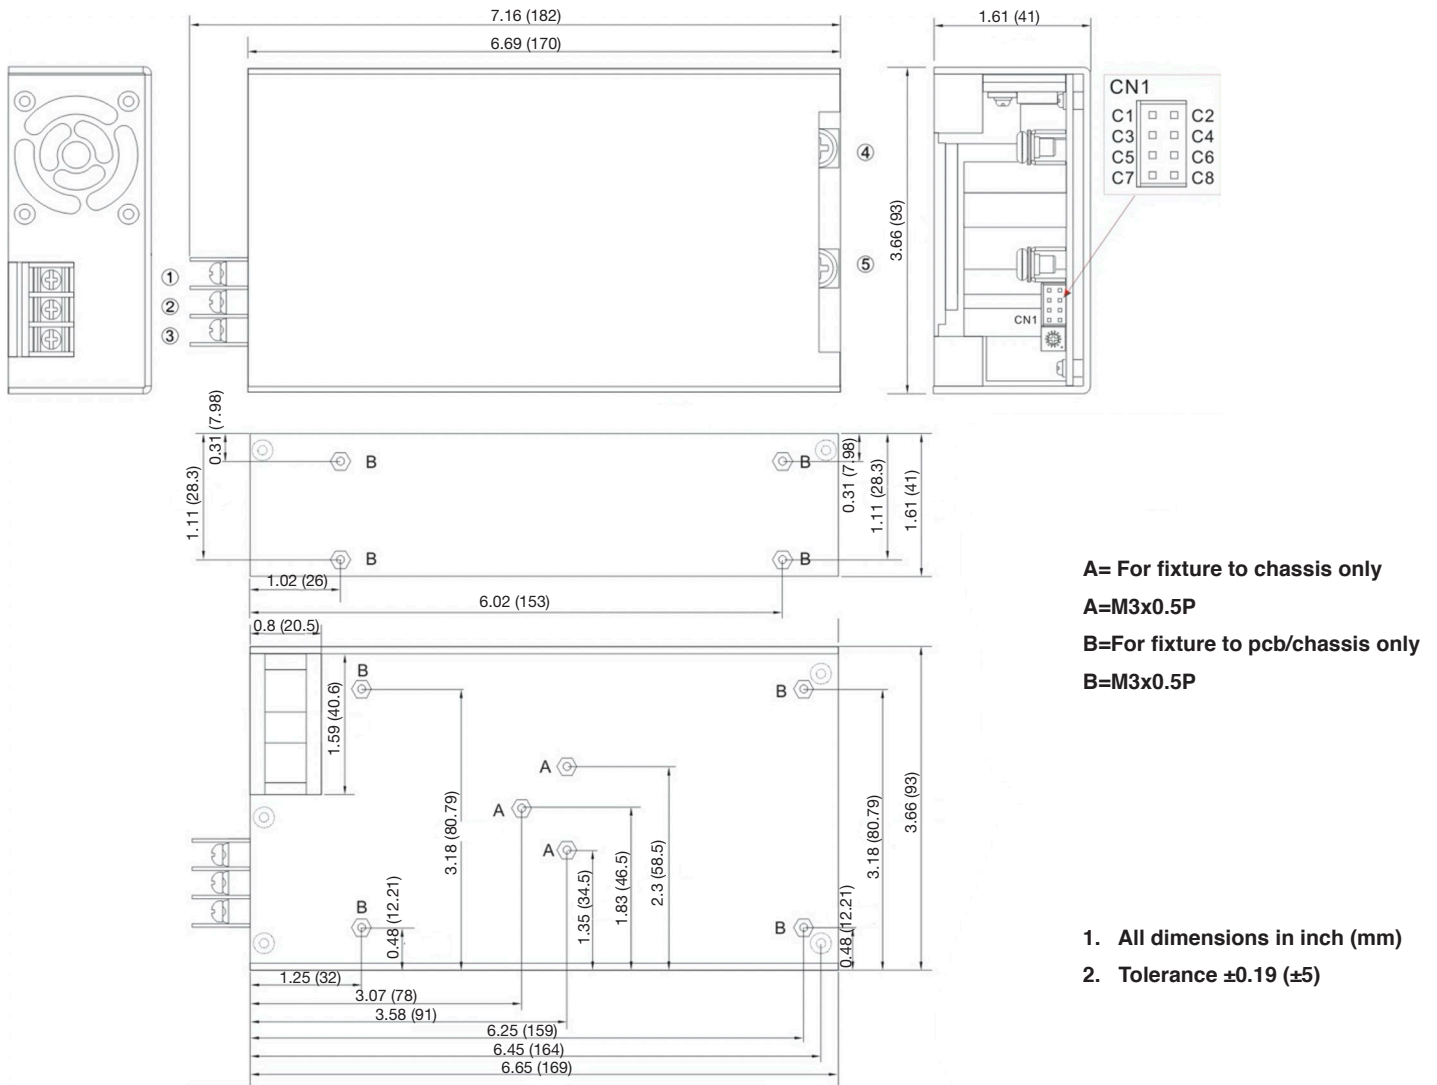 7.16 (182)
6.69 (170)
1.61 (41)
CN1
C1 C2
C3 C4
C5 C6
C7 C8
④
3.66 (93)
⑤
①
②
③
CN1
0.31 (7.98)
1.11 (28.3)
B
B
0.31 (7.98)
1.11 (28.3)
1.61 (41)
B
B
1.02 (26)
6.02 (153)
A= For fixture to chassis only
A=M3x0.5P
B=For fixture to pcb/chassis only
B=M3x0.5P
0.8 (20.5)
B
B
1.59 (40.6)
A
A
A
3.18 (80.79)
3.66 (93)
3.18 (80.79)
2.3 (58.5)
1.83 (46.5)
1.35 (34.5)
B
B
0.48 (12.21)
0.48 (12.21)
1.25 (32)
3.07 (78)
3.58 (91)
6.25 (159)
6.45 (164)
6.65 (169)
1. All dimensions in inch (mm)
2. Tolerance ±0.19 (±5)